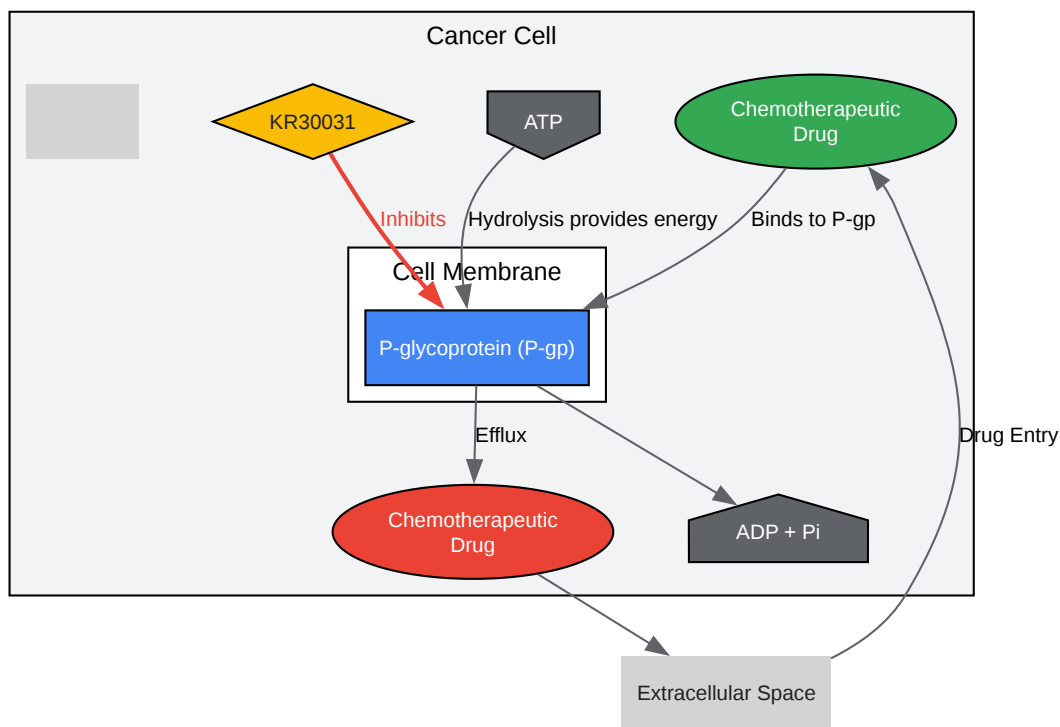 Cancer Cell
KR30031
ATP
Chemotherapeutic
Drug
Inhibits
Hydrolysis provides energy
Binds to P-gp
Cell Membrane
P-glycoprotein (P-gp)
Efflux
Drug Entry
Chemotherapeutic
Drug
ADP + Pi
Extracellular Space